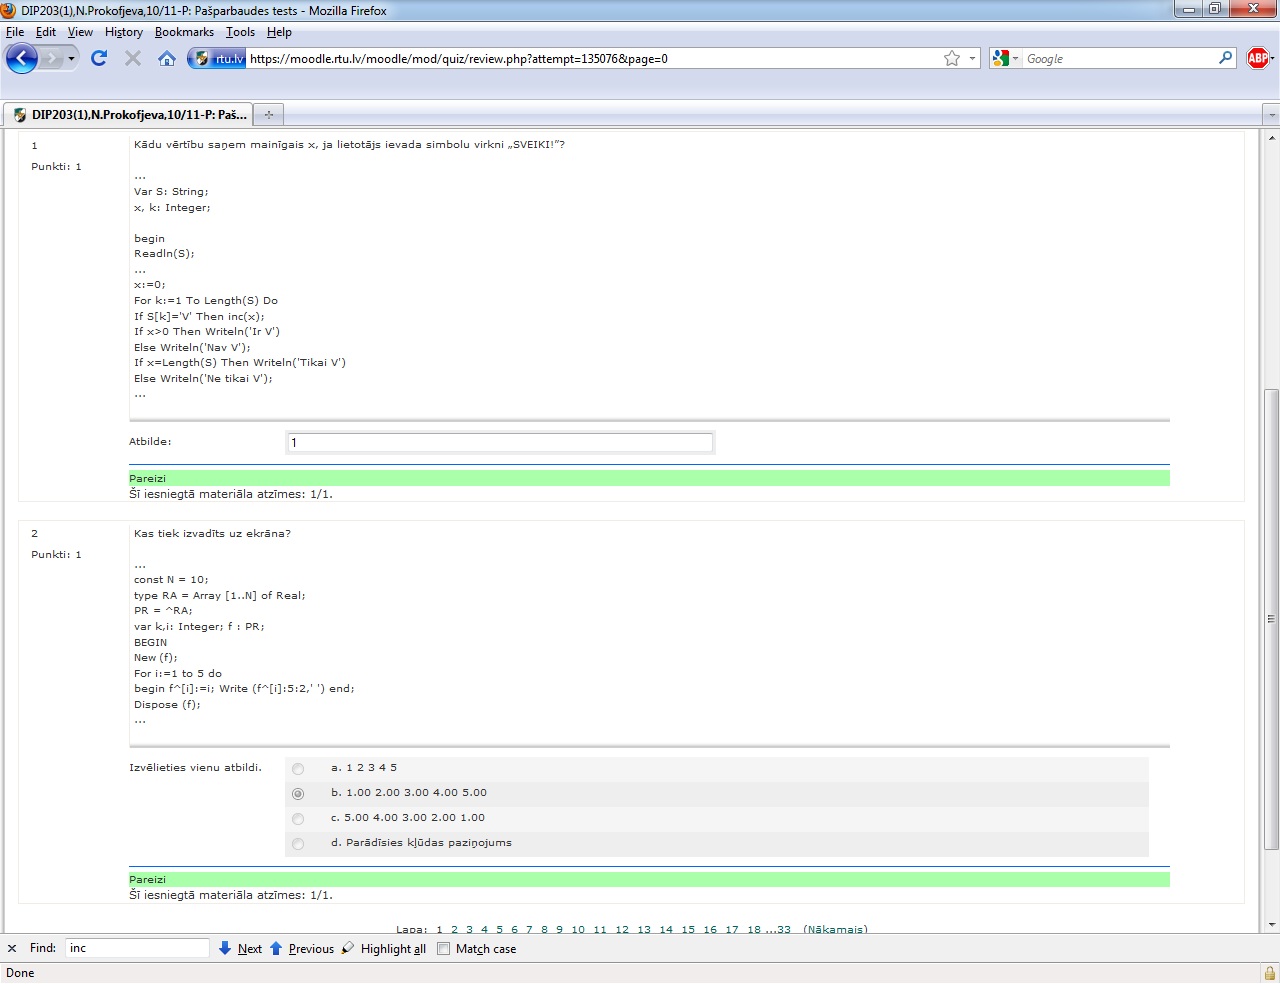 DIP203(1),N.Prokofjeva,10/11-P: Pašparbaudes tests - Mozilla Firefox
File Edit View History Bookmarks Tools Help
rtu.lv https://moodle.rtu.lv/moodle/mod/quiz/review.php?attempt=135076&page=0 Google ABP
DIP203(1),N.Prokofjeva,10/11-P: Paš...
1 Kādu vērtību saņem mainīgais x, ja lietotājs ievada simbolu virkni „SVEIKI!”?
Punkti: 1
...
Var S: String;
x, k: Integer;
begin
Readln(S);
...
x:=0;
For k:=1 To Length(S) Do
If S[k]='V' Then inc(x);
If x>0 Then Writeln('Ir V')
Else Writeln('Nav V');
If x=Length(S) Then Writeln('Tikai V')
Else Writeln('Ne tikai V');
...
Atbilde: 1
Pareizi
Šī iesniegtā materiāla atzīmes: 1/1.
2 Kas tiek izvadīts uz ekrāna?
Punkti: 1
...
const N = 10;
type RA = Array [1..N] of Real;
PR = ^RA;
var k,i: Integer; f : PR;
BEGIN
New (f);
For i:=1 to 5 do
begin f^[i]:=i; Write (f^[i]:5:2,' ') end;
Dispose (f);
...
Izvēlieties vienu atbildi. a. 1 2 3 4 5
b. 1.00 2.00 3.00 4.00 5.00
c. 5.00 4.00 3.00 2.00 1.00
d. Parādīsies kļūdas paziņojums
Pareizi
Šī iesniegtā materiāla atzīmes: 1/1.
Lapa: 1 2 3 4 5 6 7 8 9 10 11 12 13 14 15 16 17 18 ...33 (Nākamais)
Find: inc Next Previous Highlight all Match case
Done